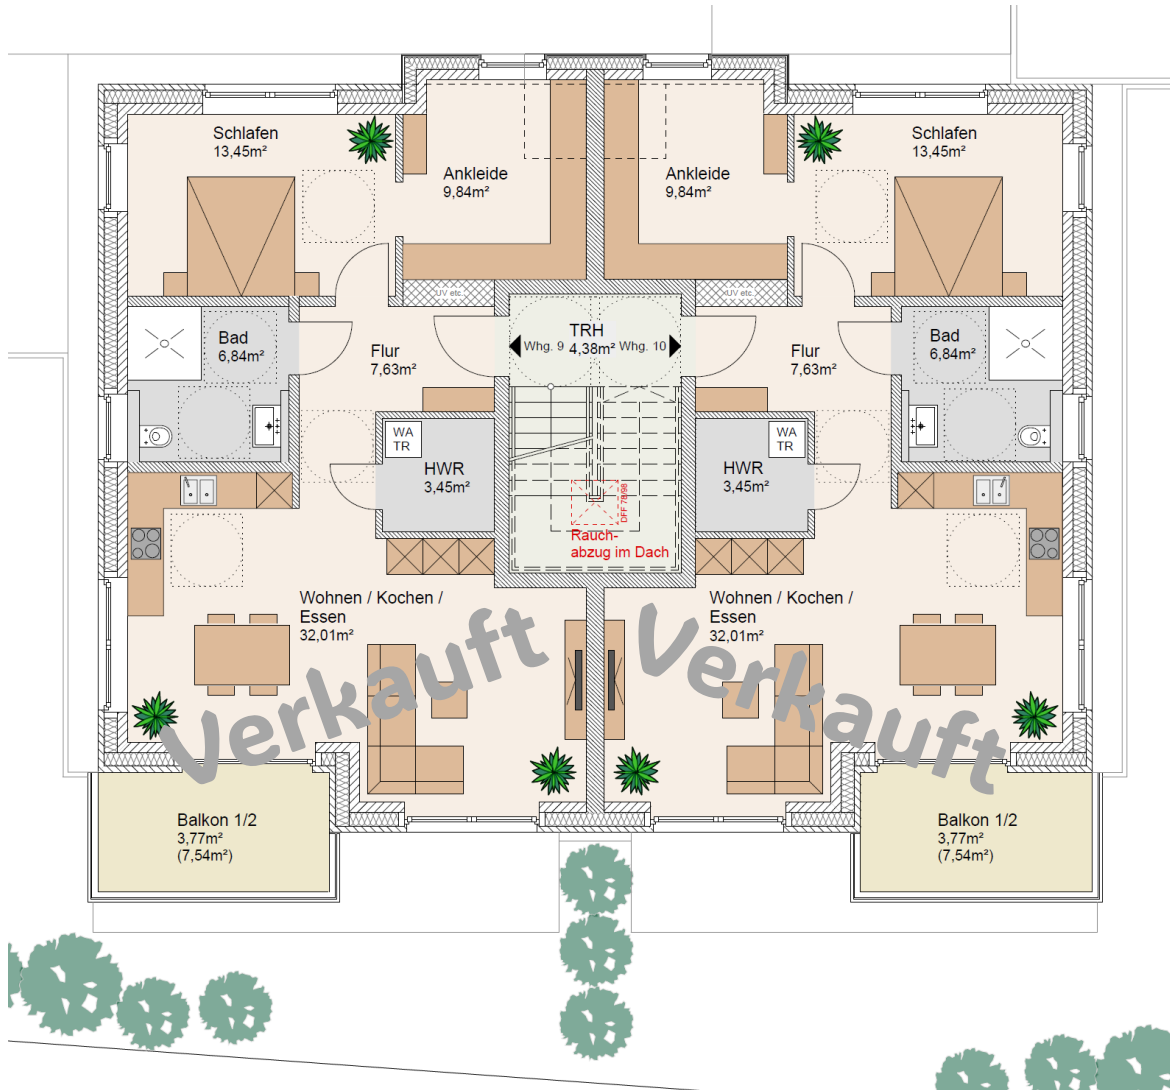 Schlafen
13,45m²
Ankleide
9,84m²
Ankleide
9,84m²
Schlafen
13,45m²
UV etc.
UV etc.
Bad
6,84m²
Flur
7,63m²
TRH
Whg. 9 4,38m² Whg. 10
Flur
7,63m²
Bad
6,84m²
WA
TR
HWR
3,45m²
WA
TR
HWR
3,45m²
DFF 78/98
Rauch-
abzug im Dach
Wohnen / Kochen /
Essen
32,01m²
Wohnen / Kochen /
Essen
32,01m²
Verkauft
Verkauft
Balkon 1/2
3,77m²
(7,54m²)
Balkon 1/2
3,77m²
(7,54m²)